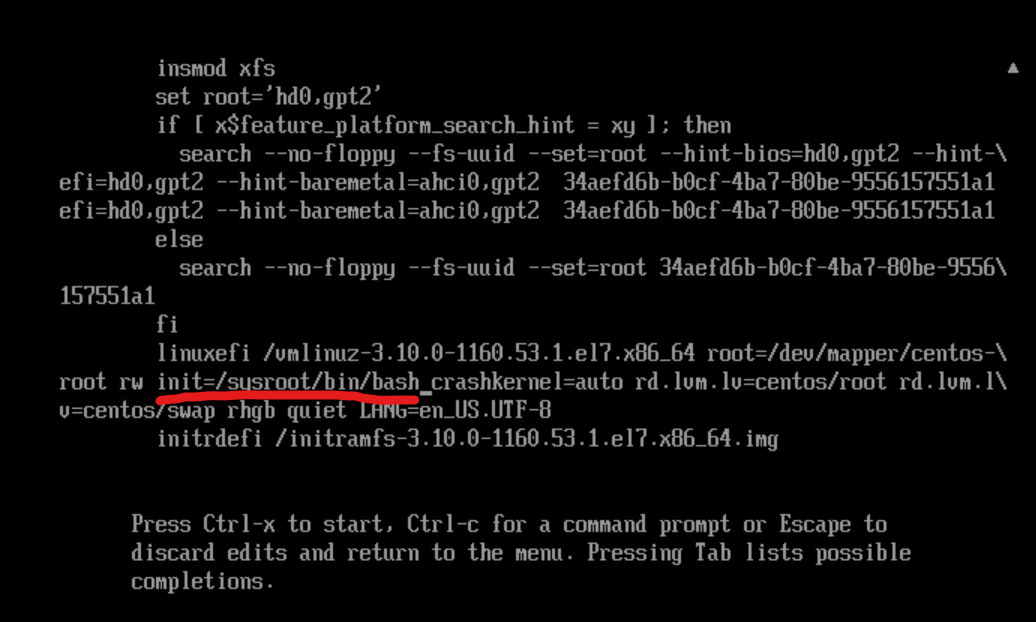 insmod xfs
set root='hd0,gpt2'
if [ x$feature_platform_search_hint = xy ]; then
search --no-floppy --fs-uuid --set=root --hint-bios=hd0,gpt2 --hint-\
efi=hd0,gpt2 --hint-baremetal=ahci0,gpt2  34aefd6b-b0cf-4ba7-80be-9556157551a1
efi=hd0,gpt2 --hint-baremetal=ahci0,gpt2  34aefd6b-b0cf-4ba7-80be-9556157551a1
else
search --no-floppy --fs-uuid --set=root 34aefd6b-b0cf-4ba7-80be-9556\
157551a1
fi
linuxefi /vmlinuz-3.10.0-1160.53.1.el7.x86_64 root=/dev/mapper/centos-\
root rw init=/sysroot/bin/bash crashkernel=auto rd.lvm.lv=centos/root rd.lvm.l\
v=centos/swap rhgb quiet LANG=en_US.UTF-8
initrdefi /initramfs-3.10.0-1160.53.1.el7.x86_64.img
Press Ctrl-x to start, Ctrl-c for a command prompt or Escape to
discard edits and return to the menu. Pressing Tab lists possible
completions.